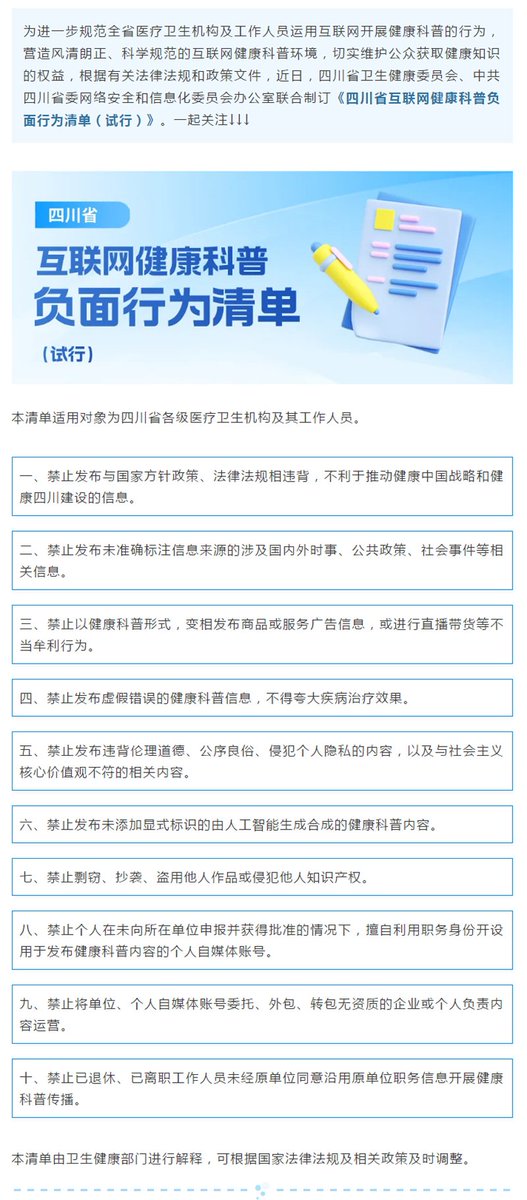 为进一步规范全省医疗卫生机构及工作人员运用互联网开展健康科普的行为，
营造风清朗正、科学规范的互联网健康科普环境，切实维护公众获取健康知识
的权益，根据有关法律法规和政策文件，近日，四川省卫生健康委员会、中共
四川省委网络安全和信息化委员会办公室联合制订《四川省互联网健康科普负
面行为清单（试行）》。一起关注↓↓↓
四川省
互联网健康科普
负面行为清单
（试行）
本清单适用对象为四川省各级医疗卫生机构及其工作人员。
一、禁止发布与国家方针政策、法律法规相违背，不利于推动健康中国战略和健
康四川建设的信息。
二、禁止发布未准确标注信息来源的涉及国内外时事、公共政策、社会事件等相
关信息。
三、禁止以健康科普形式，变相发布商品或服务广告信息，或进行直播带货等不
当牟利行为。
四、禁止发布虚假错误的健康科普信息，不得夸大疾病治疗效果。
五、禁止发布违背伦理道德、公序良俗、侵犯个人隐私的内容，以及与社会主义
核心价值观不符的相关内容。
六、禁止发布未添加显式标识的由人工智能生成合成的健康科普内容。
七、禁止剽窃、抄袭、盗用他人作品或侵犯他人知识产权。
八、禁止个人在未向所在单位申报并获得批准的情况下，擅自利用职务身份开设
用于发布健康科普内容的个人自媒体账号。
九、禁止将单位、个人自媒体账号委托、外包、转包无资质的企业或个人负责内
容运营。
十、禁止已退休、已离职工作人员未经原单位同意沿用原单位职务信息开展健康
科普传播。
本清单由卫生健康部门进行解释，可根据国家法律法规及相关政策及时调整。